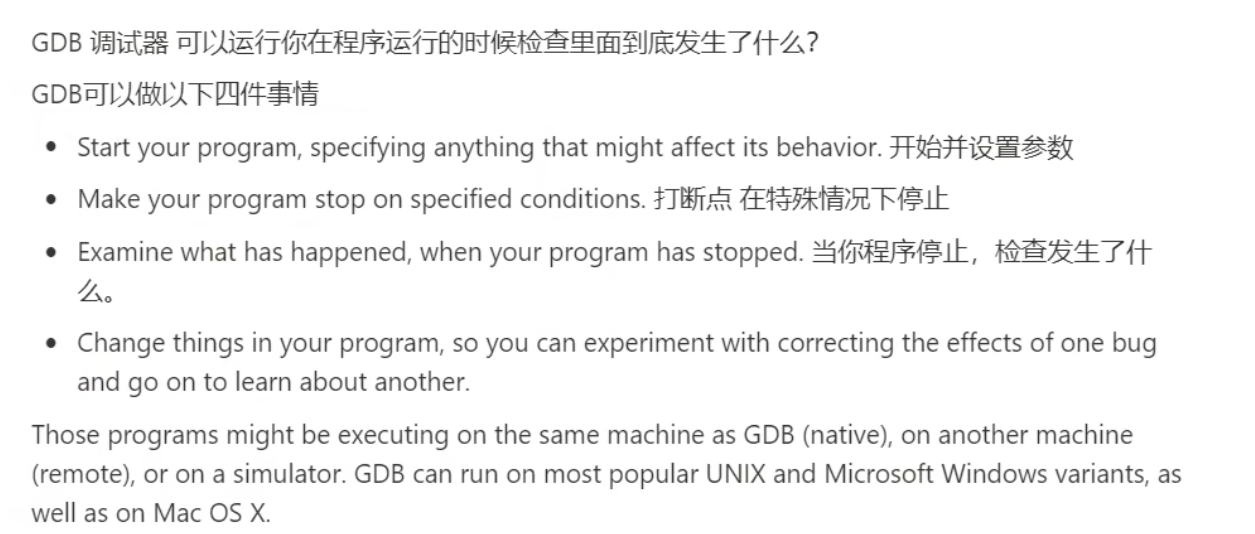 GDB 调试器 可以运行你在程序运行的时候检查里面到底发生了什么?
GDB可以做以下四件事情
• Start your program, specifying anything that might affect its behavior. 开始并设置参数
• Make your program stop on specified conditions. 打断点 在特殊情况下停止
• Examine what has happened, when your program has stopped. 当你程序停止，检查发生了什
么。
• Change things in your program, so you can experiment with correcting the effects of one bug
and go on to learn about another.
Those programs might be executing on the same machine as GDB (native), on another machine
(remote), or on a simulator. GDB can run on most popular UNIX and Microsoft Windows variants, as
well as on Mac OS X.